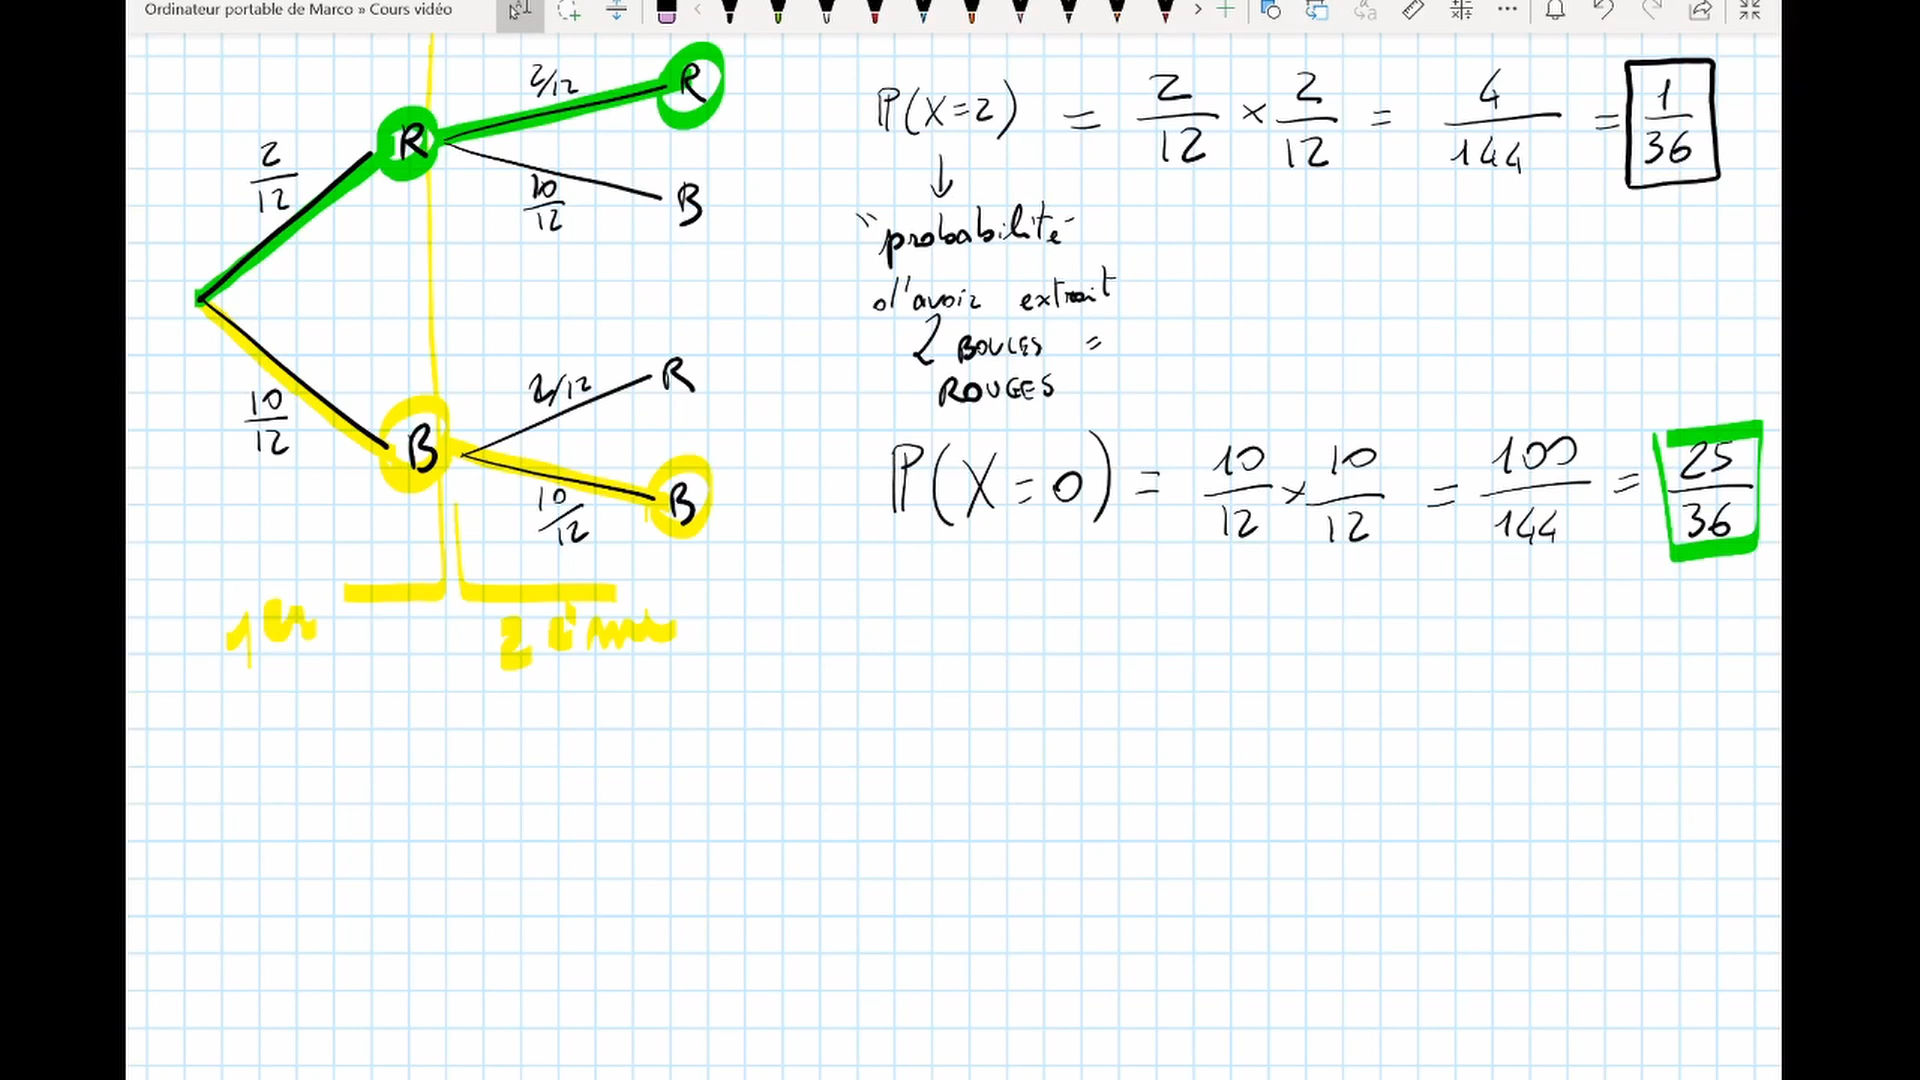 Ordinateur portable de Marco » Cours vidéo
2/12
R
R
2/12
10/12
B
10/12
B
2/12
R
10/12
B
1er
2ème
P(X=2) = 2/12 × 2/12 = 4/144 = 1/36
↓
"probabilité
d'avoir extrait
2 BOULES =
ROUGES
P(X=0) = 10/12 × 10/12 = 100/144 = 25/36